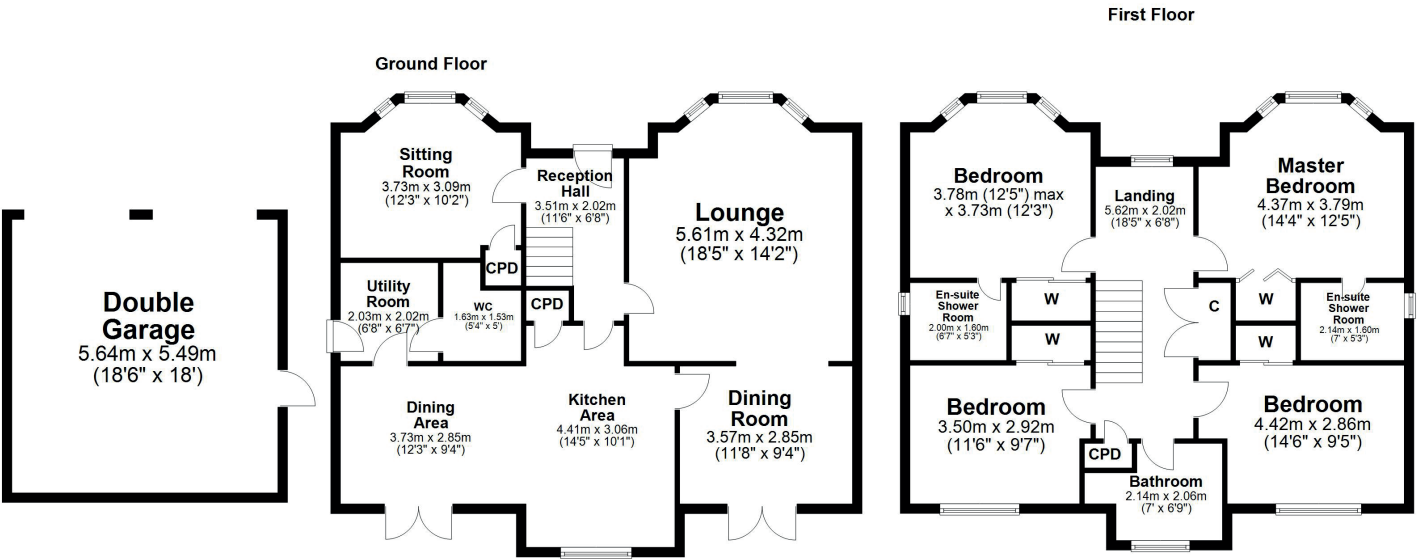 First Floor
Ground Floor
Sitting
Room
3.73m x 3.09m
(12'3" x 10'2")
Reception
Hall
3.51m x 2.02m
(11'6" x 6'8")
Lounge
5.61m x 4.32m
(18'5" x 14'2")
CPD
CPD
Utility
Room
2.03m x 2.02m
(6'8" x 6'7")
WC
1.63m x 1.53m
(5'4" x 5')
Double
Garage
5.64m x 5.49m
(18'6" x 18')
Dining
Area
3.73m x 2.85m
(12'3" x 9'4")
Kitchen
Area
4.41m x 3.06m
(14'5" x 10'1")
Dining
Room
3.57m x 2.85m
(11'8" x 9'4")
Bedroom
3.78m (12'5") max
x 3.73m (12'3")
Landing
5.62m x 2.02m
(18'5" x 6'8")
Master
Bedroom
4.37m x 3.79m
(14'4" x 12'5")
En-suite
Shower
Room
2.00m x 1.60m
(6'7" x 5'3")
W
W
C
W
W
En-suite
Shower
Room
2.14m x 1.60m
(7' x 5'3")
Bedroom
3.50m x 2.92m
(11'6" x 9'7")
CPD
Bathroom
2.14m x 2.06m
(7' x 6'9")
Bedroom
4.42m x 2.86m
(14'6" x 9'5")